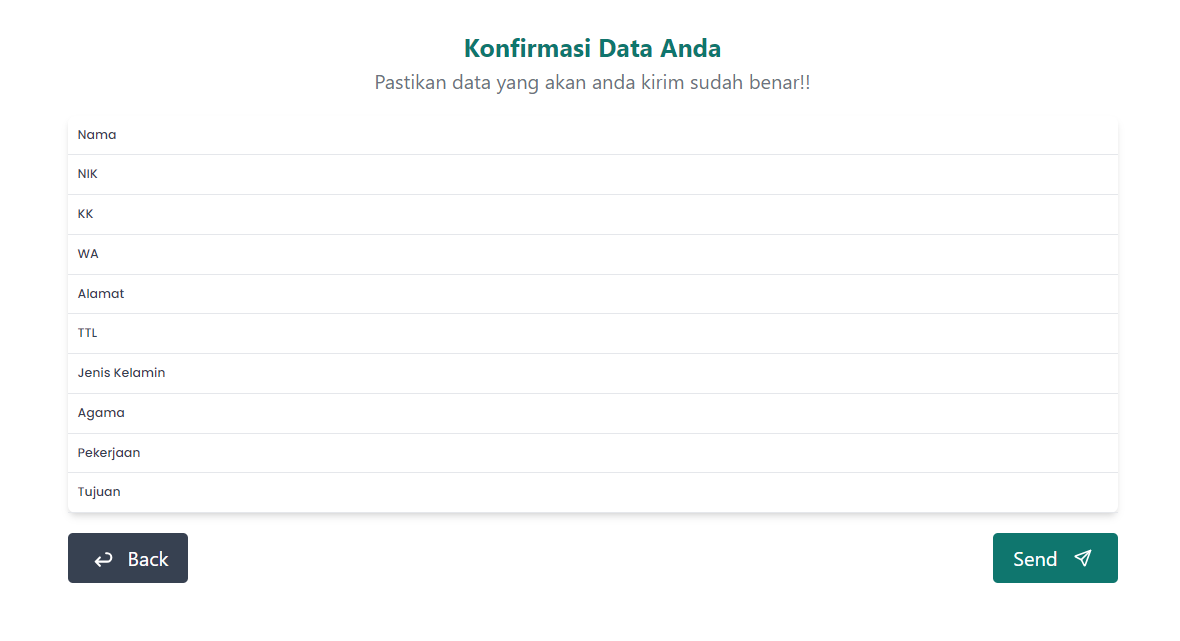 Konfirmasi Data Anda
Pastikan data yang akan anda kirim sudah benar!!
Nama
NIK
KK
WA
Alamat
TTL
Jenis Kelamin
Agama
Pekerjaan
Tujuan
Back
Send